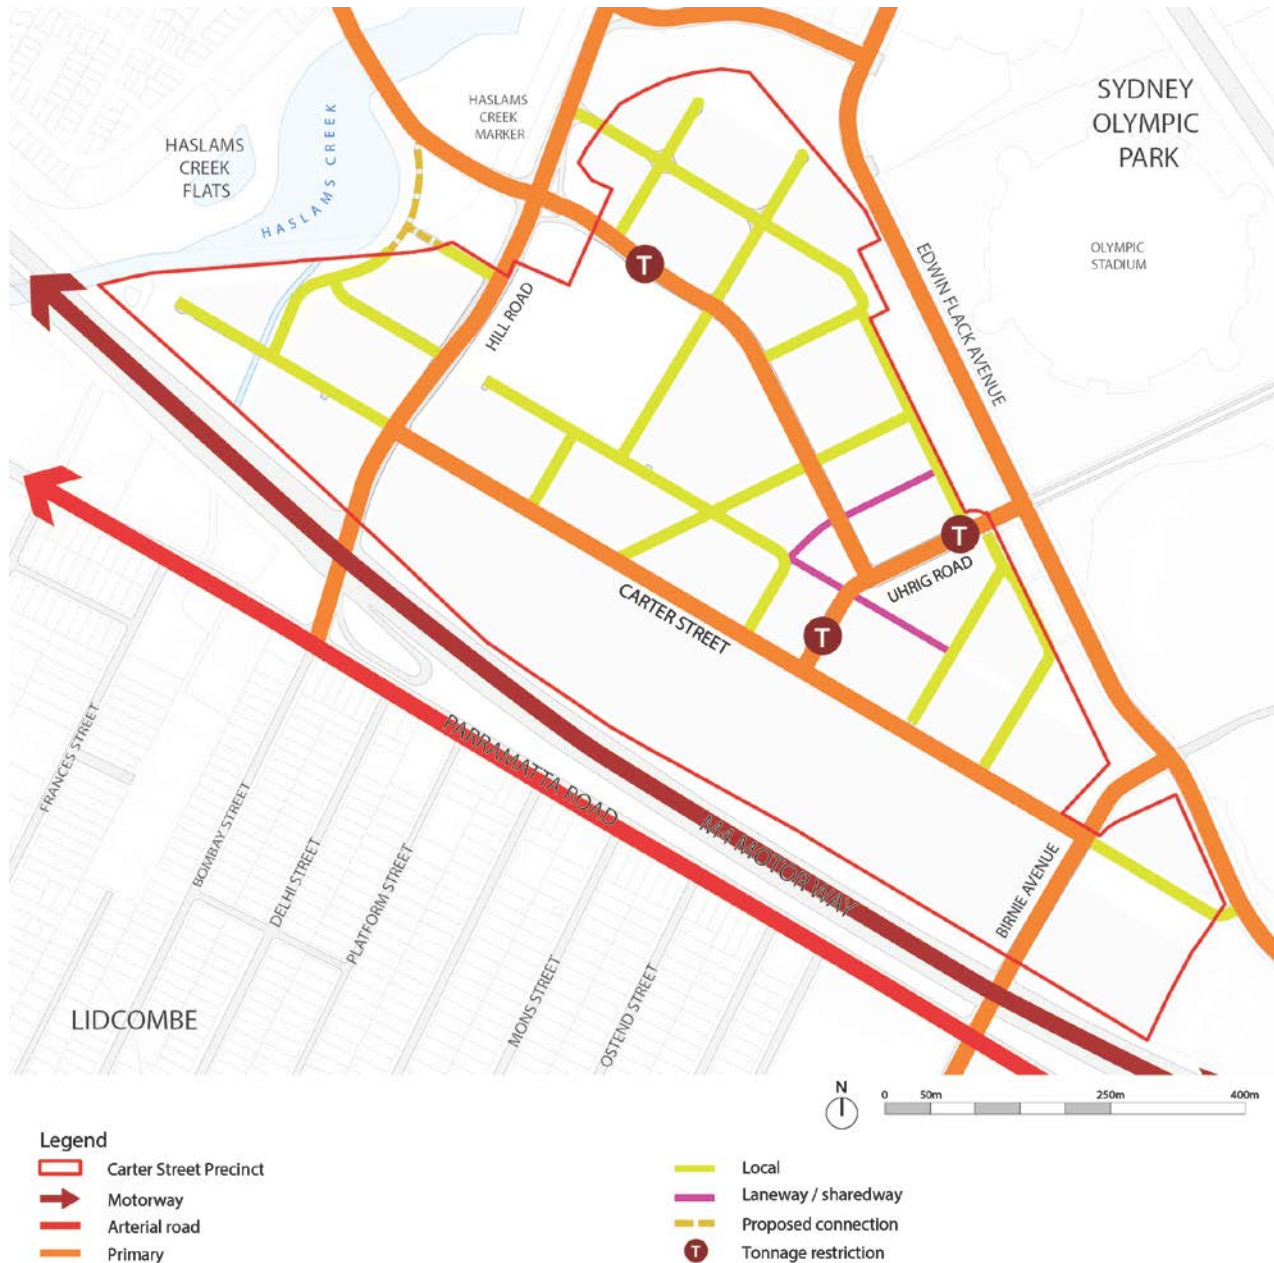 SYDNEY
OLYMPIC
PARK
HASLAMS
CREEK
MARKER
HASLAMS
CREEK
FLATS
HASLAMS CREEK
OLYMPIC
STADIUM
EDWIN FLACK AVENUE
T
HILL ROAD
T
UHRIG ROAD
CARTER STREET
T
PARRAMATTA ROAD
M4 MOTORWAY
FRANCES STREET
BOMBAY STREET
DELHI STREET
PLATFORM STREET
MONS STREET
OSTEND STREET
BIRNIE AVENUE
LIDCOMBE
N
0 50m 250m 400m
Legend
Carter Street Precinct
Motorway
Arterial road
Primary
Local
Laneway / sharedway
Proposed connection
T Tonnage restriction